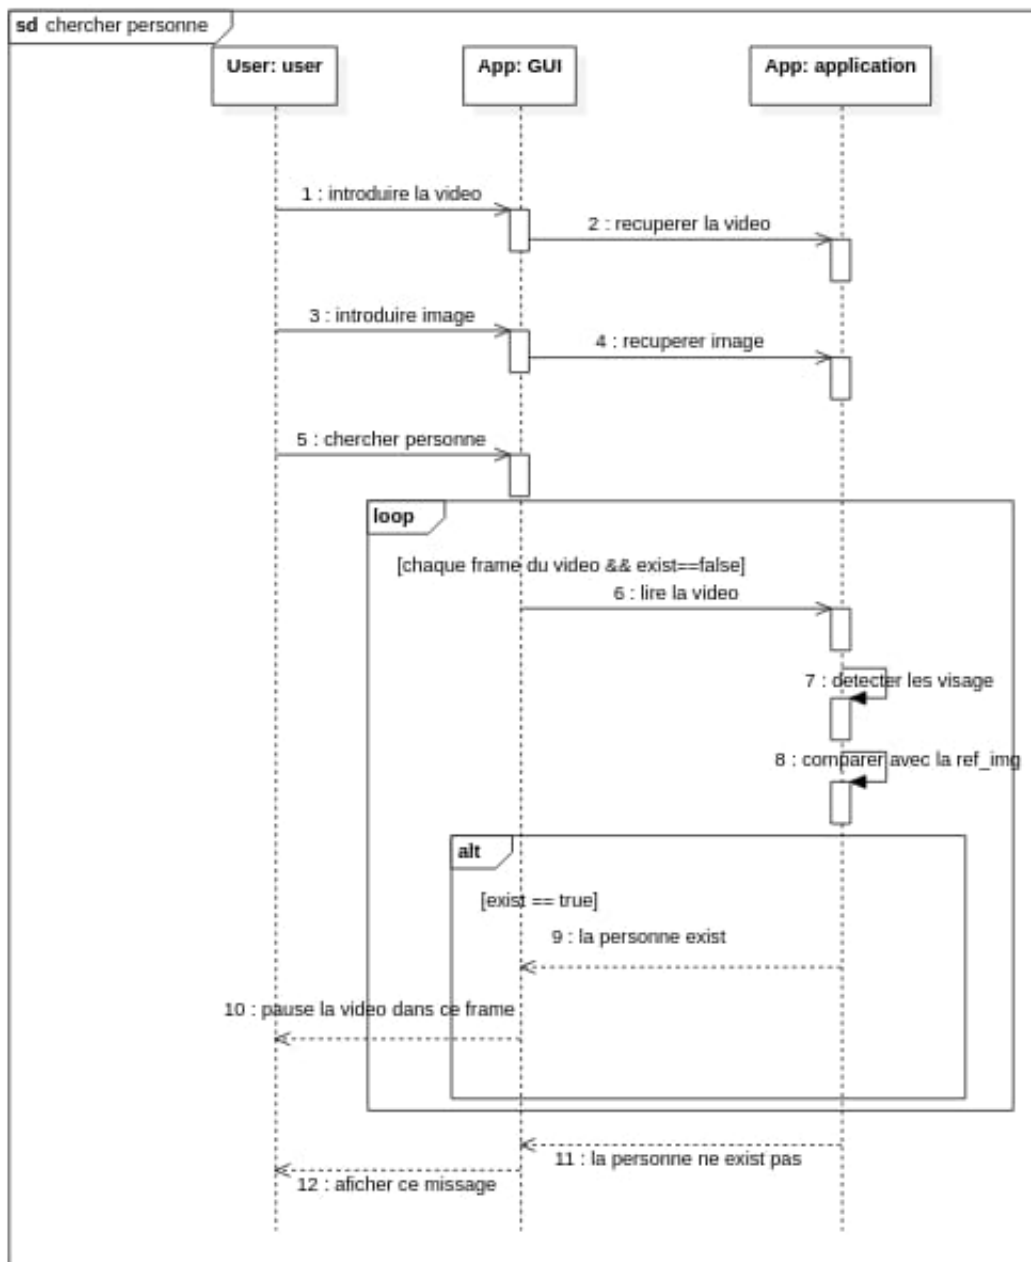 sd chercher personne
User: user
App: GUI
App: application
1 : introduire la video
2 : recuperer la video
3 : introduire image
4 : recuperer image
5 : chercher personne
loop
[chaque frame du video && exist==false]
6 : lire la video
7 : detecter les visage
8 : comparer avec la ref_img
alt
[exist == true]
9 : la personne exist
10 : pause la video dans ce frame
11 : la personne ne exist pas
12 : aficher ce missage